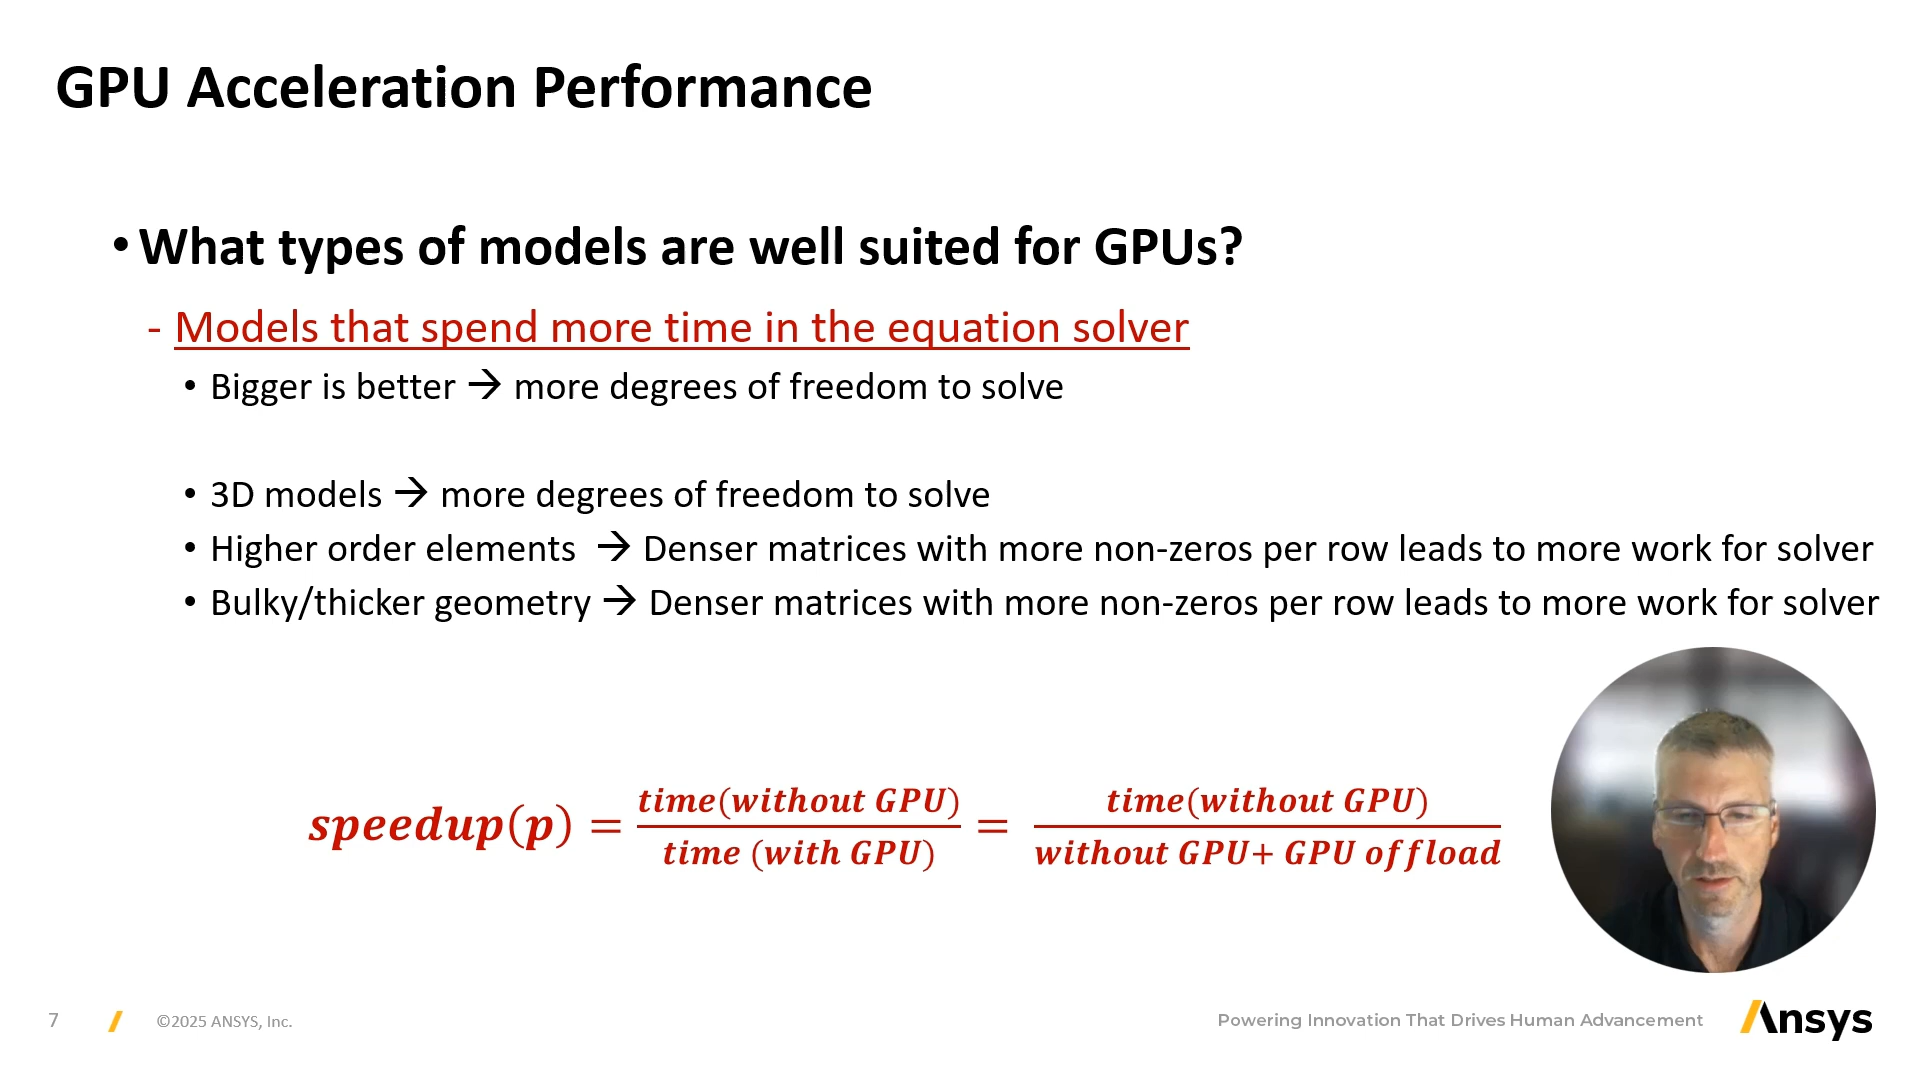 GPU Acceleration Performance
• What types of models are well suited for GPUs?
- Models that spend more time in the equation solver
• Bigger is better → more degrees of freedom to solve
• 3D models → more degrees of freedom to solve
• Higher order elements → Denser matrices with more non-zeros per row leads to more work for solver
• Bulky/thicker geometry → Denser matrices with more non-zeros per row leads to more work for solver
speedup(p) = time(without GPU) / time (with GPU) = time(without GPU) / without GPU+ GPU offload
7
©2025 ANSYS, Inc.
Powering Innovation That Drives Human Advancement
Ansys